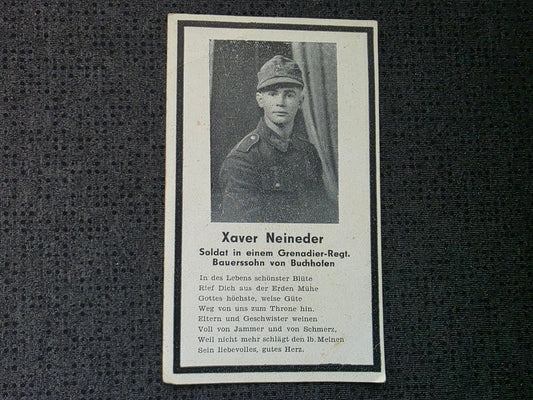 Xaver Neineder
Soldat in einem Grenadier-Regt.
Bauerssohn von Buchhofen
In des Lebens schönster Blüte
Rief Dich aus der Erden Mühe
Gottes höchste, weise Güte
Weg von uns zum Throne hin.
Eltern und Geschwister weinen
Voll von Jammer und von Schmerz,
Weil nicht mehr schlägt den lb. Meinen
Sein liebevolles, gutes Herz.